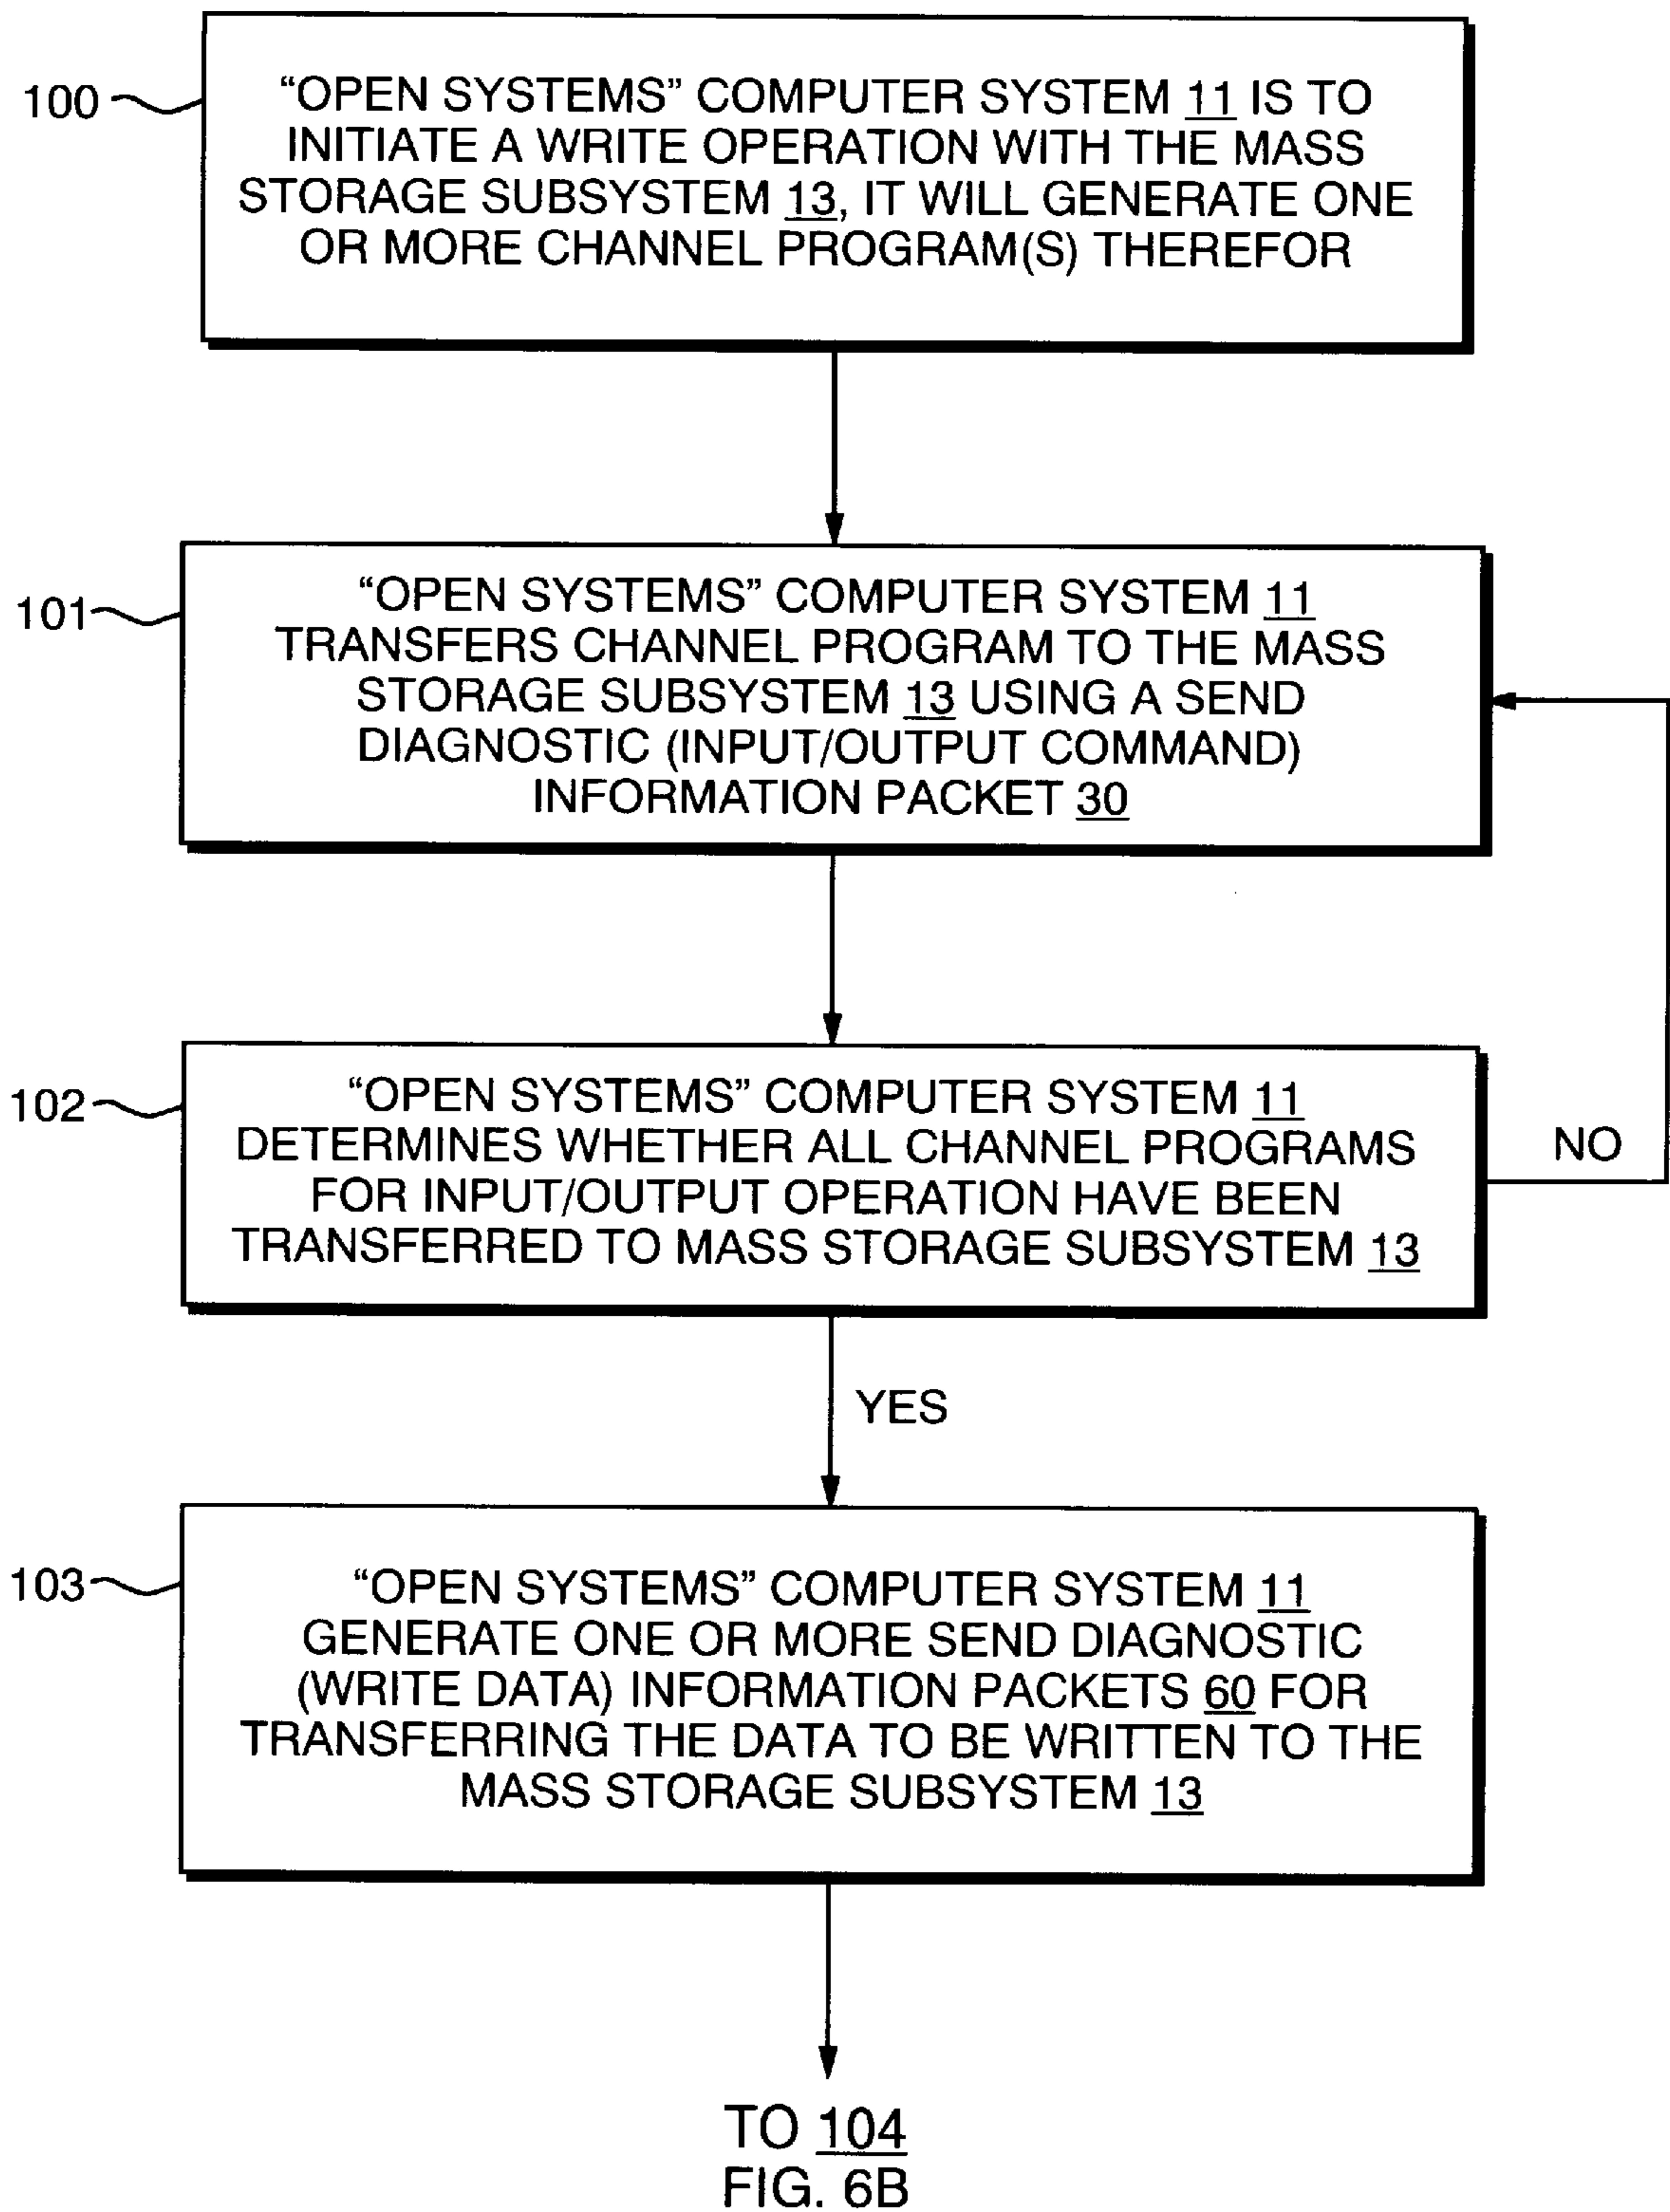 100
“OPEN SYSTEMS” COMPUTER SYSTEM 11 IS TO
INITIATE A WRITE OPERATION WITH THE MASS
STORAGE SUBSYSTEM 13, IT WILL GENERATE ONE
OR MORE CHANNEL PROGRAM(S) THEREFOR
101
“OPEN SYSTEMS” COMPUTER SYSTEM 11
TRANSFERS CHANNEL PROGRAM TO THE MASS
STORAGE SUBSYSTEM 13 USING A SEND
DIAGNOSTIC (INPUT/OUTPUT COMMAND)
INFORMATION PACKET 30
102
“OPEN SYSTEMS” COMPUTER SYSTEM 11
DETERMINES WHETHER ALL CHANNEL PROGRAMS
FOR INPUT/OUTPUT OPERATION HAVE BEEN
TRANSFERRED TO MASS STORAGE SUBSYSTEM 13
NO
YES
103
“OPEN SYSTEMS” COMPUTER SYSTEM 11
GENERATE ONE OR MORE SEND DIAGNOSTIC
(WRITE DATA) INFORMATION PACKETS 60 FOR
TRANSFERRING THE DATA TO BE WRITTEN TO THE
MASS STORAGE SUBSYSTEM 13
TO 104
FIG. 6B